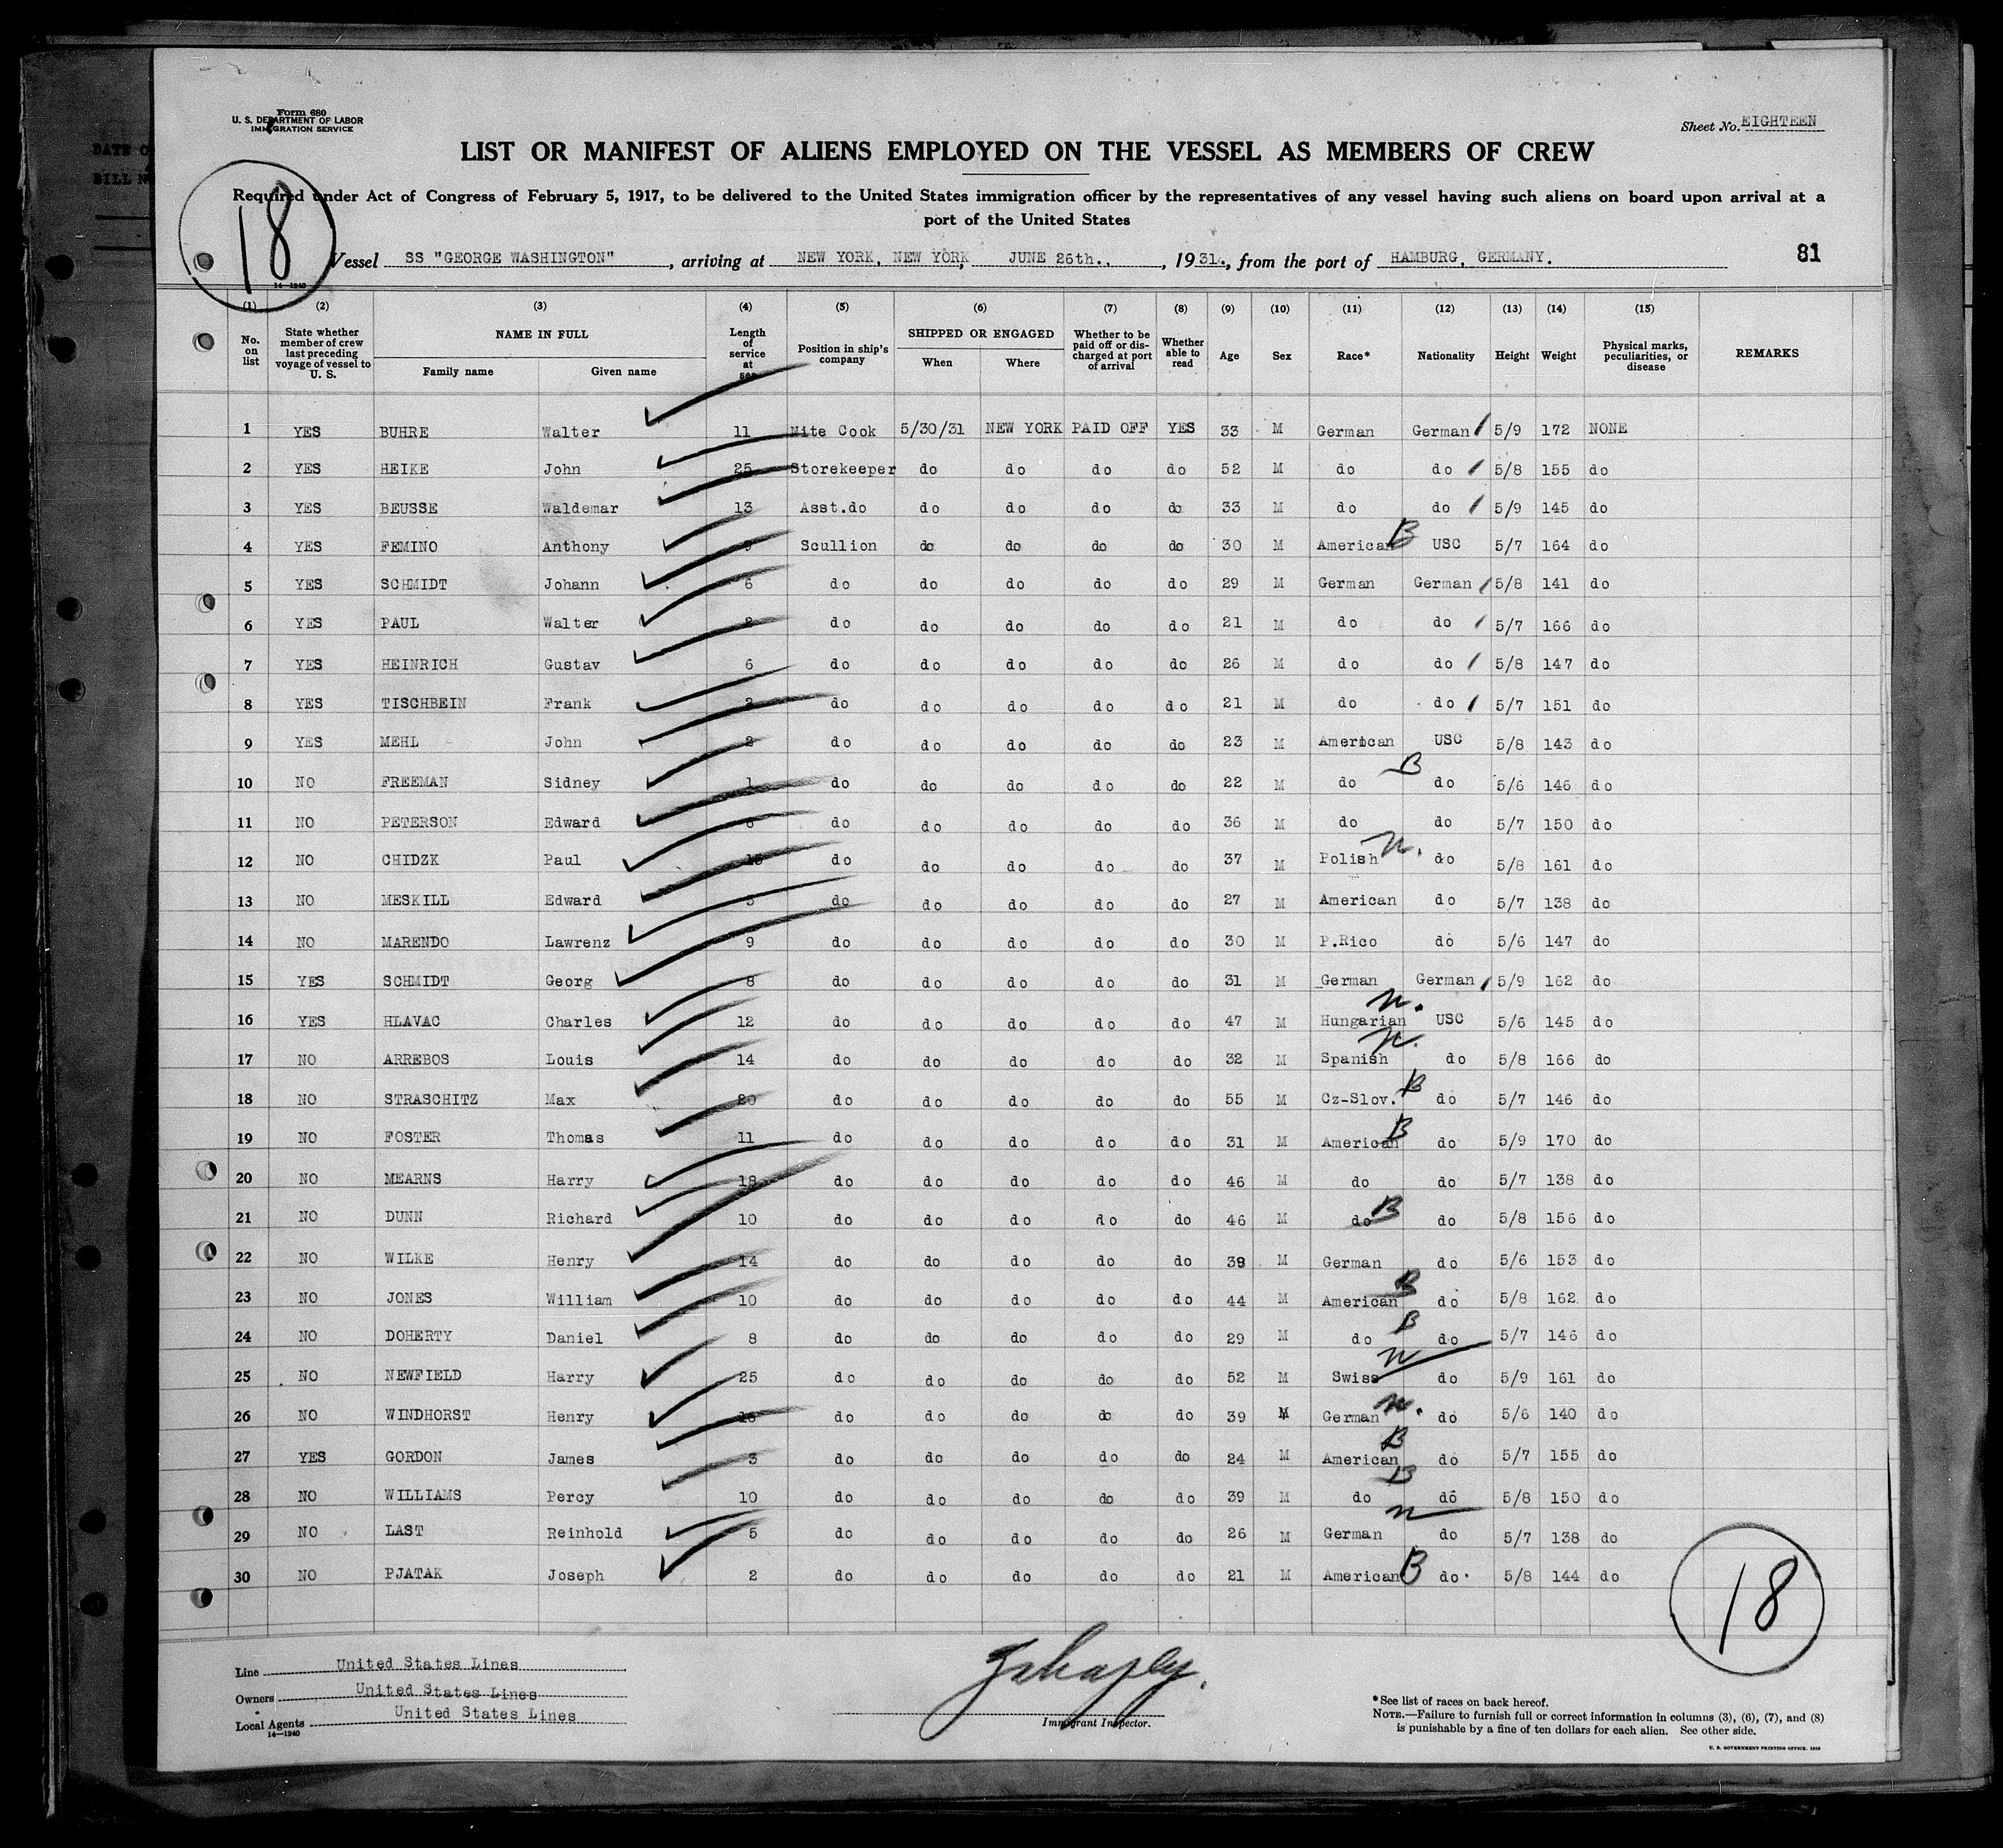 Form 680
U. S. DEPARTMENT OF LABOR
IMMIGRATION SERVICE
Sheet No. EIGHTEEN
LIST OR MANIFEST OF ALIENS EMPLOYED ON THE VESSEL AS MEMBERS OF CREW
Required under Act of Congress of February 5, 1917, to be delivered to the United States immigration officer by the representatives of any vessel having such aliens on board upon arrival at a
port of the United States
18
Vessel SS "GEORGE WASHINGTON", arriving at NEW YORK, NEW YORK, JUNE 26th., 1931., from the port of HAMBURG, GERMANY.
81
14-1240
(1) (2) (3) (4) (5) (6) (7) (8) (9) (10) (11) (12) (13) (14) (15)
No. on list State whether member of crew last preceding voyage of vessel to U. S. NAME IN FULL Family name Given name Length of service at sea Position in ship's company SHIPPED OR ENGAGED When Where Whether to be paid off or discharged at port of arrival Whether able to read Age Sex Race* Nationality Height Weight Physical marks, peculiarities, or disease REMARKS
1 YES BUHRE Walter 11 Nite Cook 5/30/31 NEW YORK PAID OFF YES 33 M German German 5/9 172 NONE
2 YES HEIKE John 25 Storekeeper do do do do 52 M do do 5/8 155 do
3 YES BEUSSE Waldemar 13 Asst.do do do do do 33 M do do 5/9 145 do
4 YES FEMINO Anthony 9 Scullion do do do do 30 M American B USC 5/7 164 do
5 YES SCHMIDT Johann 6 do do do do do 29 M German German 5/8 141 do
6 YES PAUL Walter do do do do do 21 M do do 5/7 166 do
7 YES HEINRICH Gustav 6 do do do do do 26 M do do 5/8 147 do
8 YES TISCHBEIN Frank do do do do do 21 M do do 5/7 151 do
9 YES MEHL John 2 do do do do do 23 M American USC 5/8 143 do
10 NO FREEMAN Sidney 1 do do do do do 22 M do B do 5/6 146 do
11 NO PETERSON Edward do do do do do 36 M do do 5/7 150 do
12 NO CHIDZK Paul 15 do do do do do 37 M Polish n. do 5/8 161 do
13 NO MESKILL Edward 5 do do do do do 27 M American do 5/7 138 do
14 NO MARENDO Lawrenz 9 do do do do do 30 M P.Rico do 5/6 147 do
15 YES SCHMIDT Georg 8 do do do do do 31 M German German 5/9 162 do
16 YES HLAVAC Charles 12 do do do do do 47 M Hungarian n. USC 5/6 145 do
17 NO ARREBOS Louis 14 do do do do do 32 M Spanish n. do 5/8 166 do
18 NO STRASCHITZ Max 20 do do do do do 55 M Cz-Slov. B do 5/7 146 do
19 NO FOSTER Thomas 11 do do do do do 31 M American B do 5/9 170 do
20 NO MEARNS Harry 18 do do do do do 46 M do do 5/7 138 do
21 NO DUNN Richard 10 do do do do do 46 M do B do 5/8 156 do
22 NO WILKE Henry 14 do do do do do 39 M German do 5/6 153 do
23 NO JONES William 10 do do do do do 44 M American B do 5/8 162 do
24 NO DOHERTY Daniel 8 do do do do do 29 M do B do 5/7 146 do
25 NO NEWFIELD Harry 25 do do do do do 52 M Swiss n do 5/9 161 do
26 NO WINDHORST Henry do do do do do 39 M German n. do 5/6 140 do
27 YES GORDON James 3 do do do do do 24 M American B do 5/7 155 do
28 NO WILLIAMS Percy 10 do do do do do 39 M do B do 5/8 150 do
29 NO LAST Reinhold 5 do do do do do 26 M German n do 5/7 138 do
30 NO PJATAK Joseph 2 do do do do do 21 M American B do 5/8 144 do
18
Line United States Lines
Owners United States Lines
Local Agents United States Lines
14-1240
Immigrant Inspector.
*See list of races on back hereof.
NOTE.—Failure to furnish full or correct information in columns (3), (6), (7), and (8)
is punishable by a fine of ten dollars for each alien. See other side.
U. S. GOVERNMENT PRINTING OFFICE.